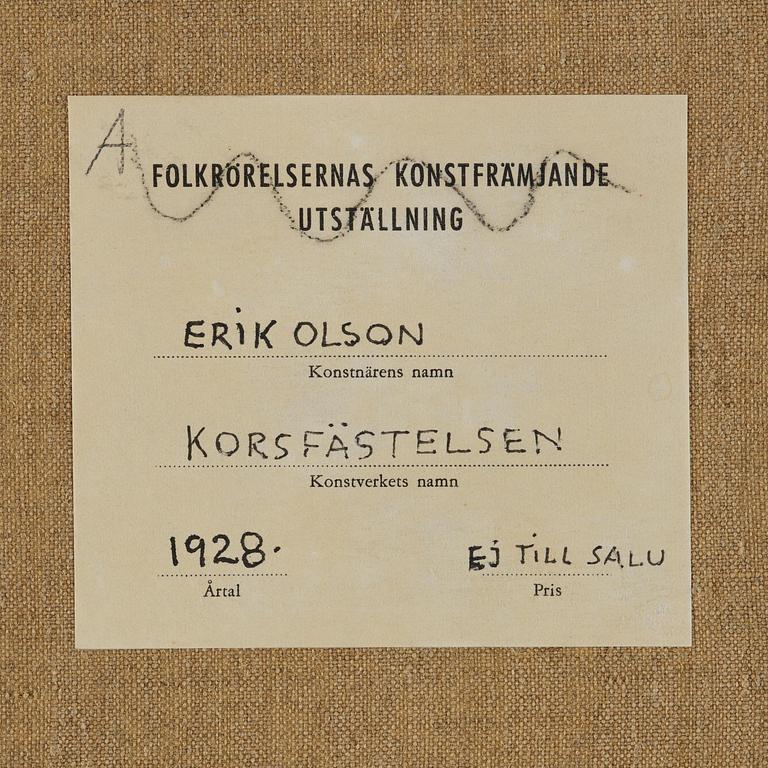 A
FOLKRÖRELSERNAS KONSTFRÄMJANDE
UTSTÄLLNING
ERIK OLSON
Konstnärens namn
KORSFÄSTELSEN
Konstverkets namn
1928. EJ TILL SALU
Årtal Pris